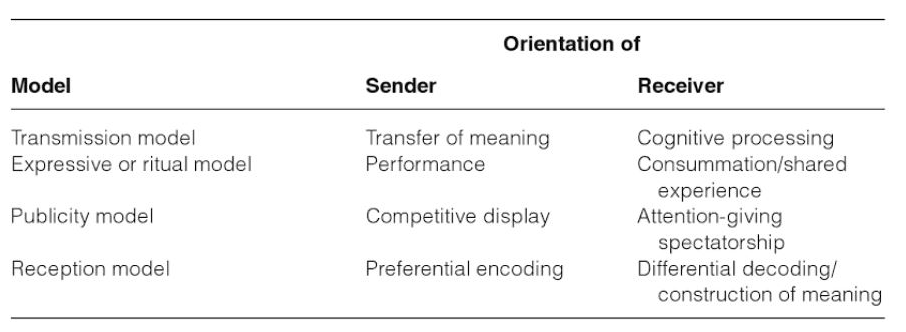 Orientation of
Model Sender Receiver
Transmission model Transfer of meaning Cognitive processing
Expressive or ritual model Performance Consummation/shared
experience
Publicity model Competitive display Attention-giving
spectatorship
Reception model Preferential encoding Differential decoding/
construction of meaning